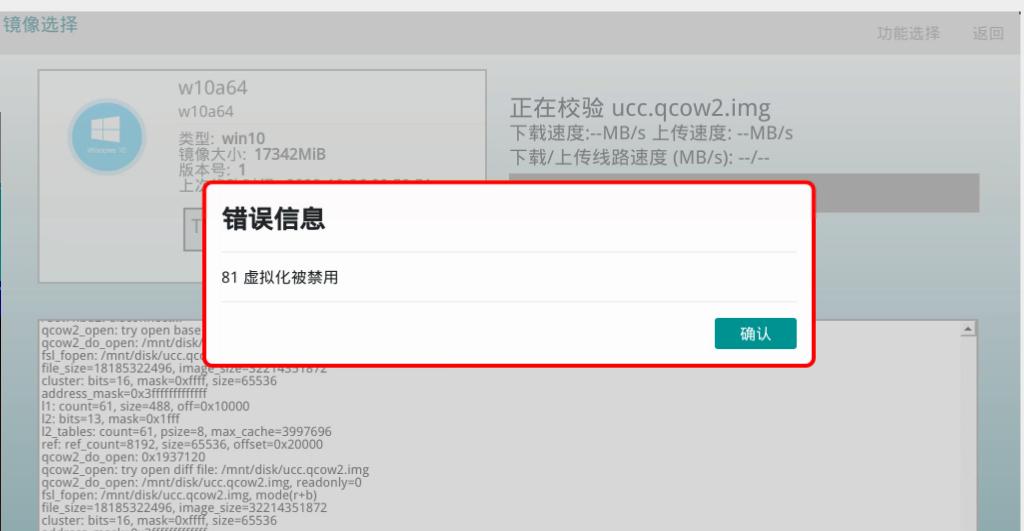 镜像选择
功能选择 返回
w10a64
w10a64
Windows 10
类型: win10
镜像大小: 17342MiB
版本号: 1
正在校验 ucc.qcow2.img
下载速度:--MB/s 上传速度: --MB/s
下载/上传线路速度 (MB/s): --/--
错误信息
81 虚拟化被禁用
确认
qcow2_open: try open base
qcow2_do_open: /mnt/disk/
fsl_fopen: /mnt/disk/ucc.qco
file_size=18185322496, image_size=32214351872
cluster: bits=16, mask=0xffff, size=65536
address_mask=0x3fffffffffffff
l1: count=61, size=488, off=0x10000
l2: bits=13, mask=0x1fff
l2_tables: count=61, psize=8, max_cache=3997696
ref: ref_count=8192, size=65536, offset=0x20000
qcow2_do_open: 0x1937120
qcow2_open: try open diff file: /mnt/disk/ucc.qcow2.img
qcow2_do_open: /mnt/disk/ucc.qcow2.img, readonly=0
fsl_fopen: /mnt/disk/ucc.qcow2.img, mode(r+b)
file_size=18185322496, image_size=32214351872
cluster: bits=16, mask=0xffff, size=65536